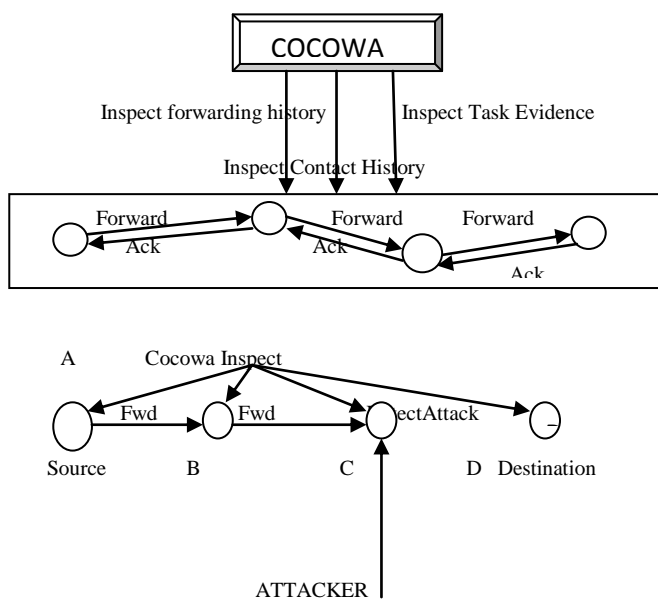 COCOWA
Inspect forwarding history
Inspect Task Evidence
Inspect Contact History
Forward
Forward
Forward
Ack
Ack
Ack
A
Cocowa Inspect
Fwd
Fwd
Attack
Source
B
C
D
Destination
ATTACKER